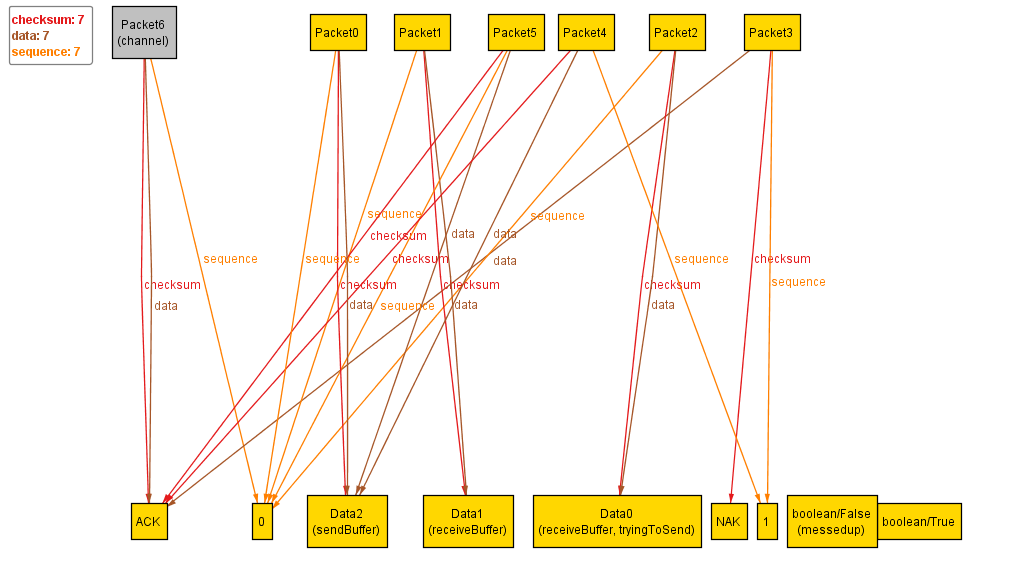 checksum: 7
data: 7
sequence: 7
Packet6
(channel)
Packet0
Packet1
Packet5
Packet4
Packet2
Packet3
sequence
sequence
checksum
data
data
sequence
sequence
checksum
data
sequence
checksum
sequence
checksum
checksum
checksum
checksum
data
data
sequence
data
data
ACK
0
Data2
(sendBuffer)
Data1
(receiveBuffer)
Data0
(receiveBuffer, tryingToSend)
NAK
1
boolean/False
(messedup)
boolean/True